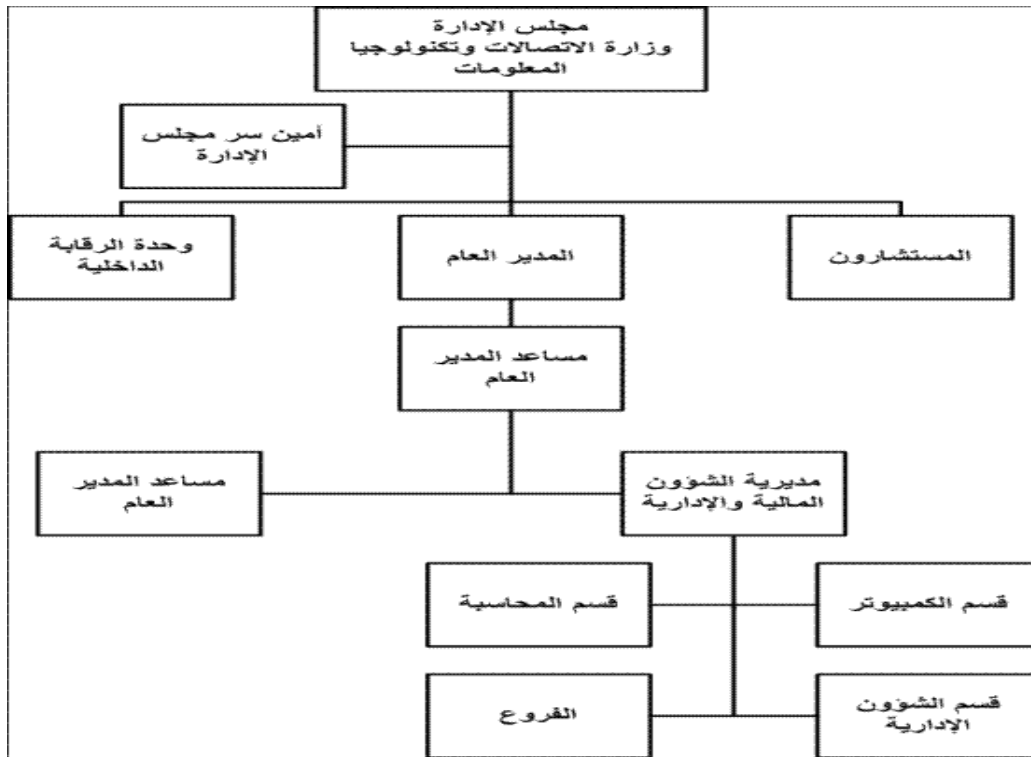 مجلس الإدارة
وزارة الاتصالات وتكنولوجيا
المعلومات
أمين سر مجلس
الإدارة
المستشارون
المدير العام
وحدة الرقابة
الداخلية
مساعد المدير
العام
مديرية الشؤون
المالية والإدارية
مساعد المدير
العام
قسم الكمبيوتر
قسم المحاسبة
قسم الشؤون
الإدارية
الفروع